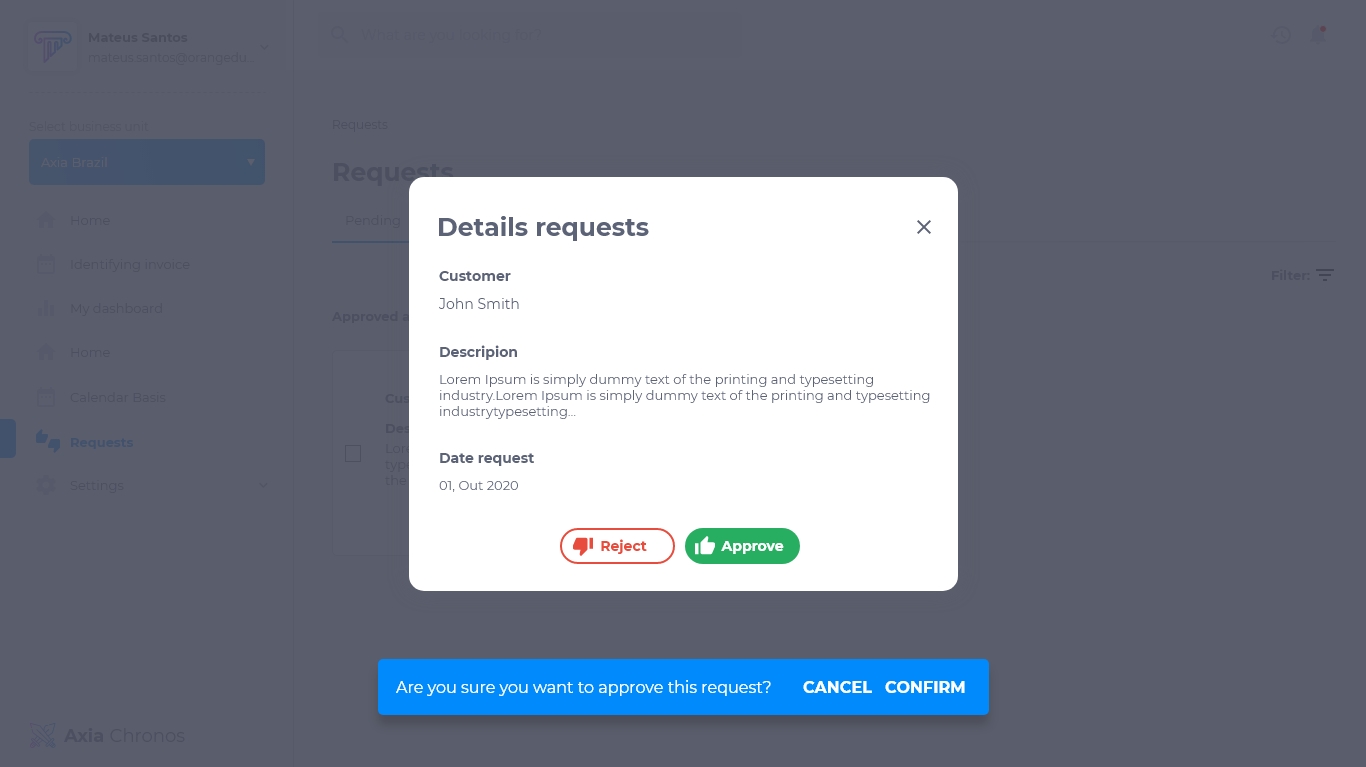 Mateus Santos
mateus.santos@orangedu...
What are you looking for?
Select business unit
Axia Brazil
Home
Identifying invoice
My dashboard
Home
Calendar Basis
Requests
Settings
Axia Chronos
Requests
Requests
Pending
Filter:
Approved a
Cus
Des
Lore
type
the
Details requests
Customer
John Smith
Descripion
Lorem Ipsum is simply dummy text of the printing and typesetting
industry.Lorem Ipsum is simply dummy text of the printing and typesetting
industrytypesetting...
Date request
01, Out 2020
Reject
Approve
Are you sure you want to approve this request?
CANCEL
CONFIRM